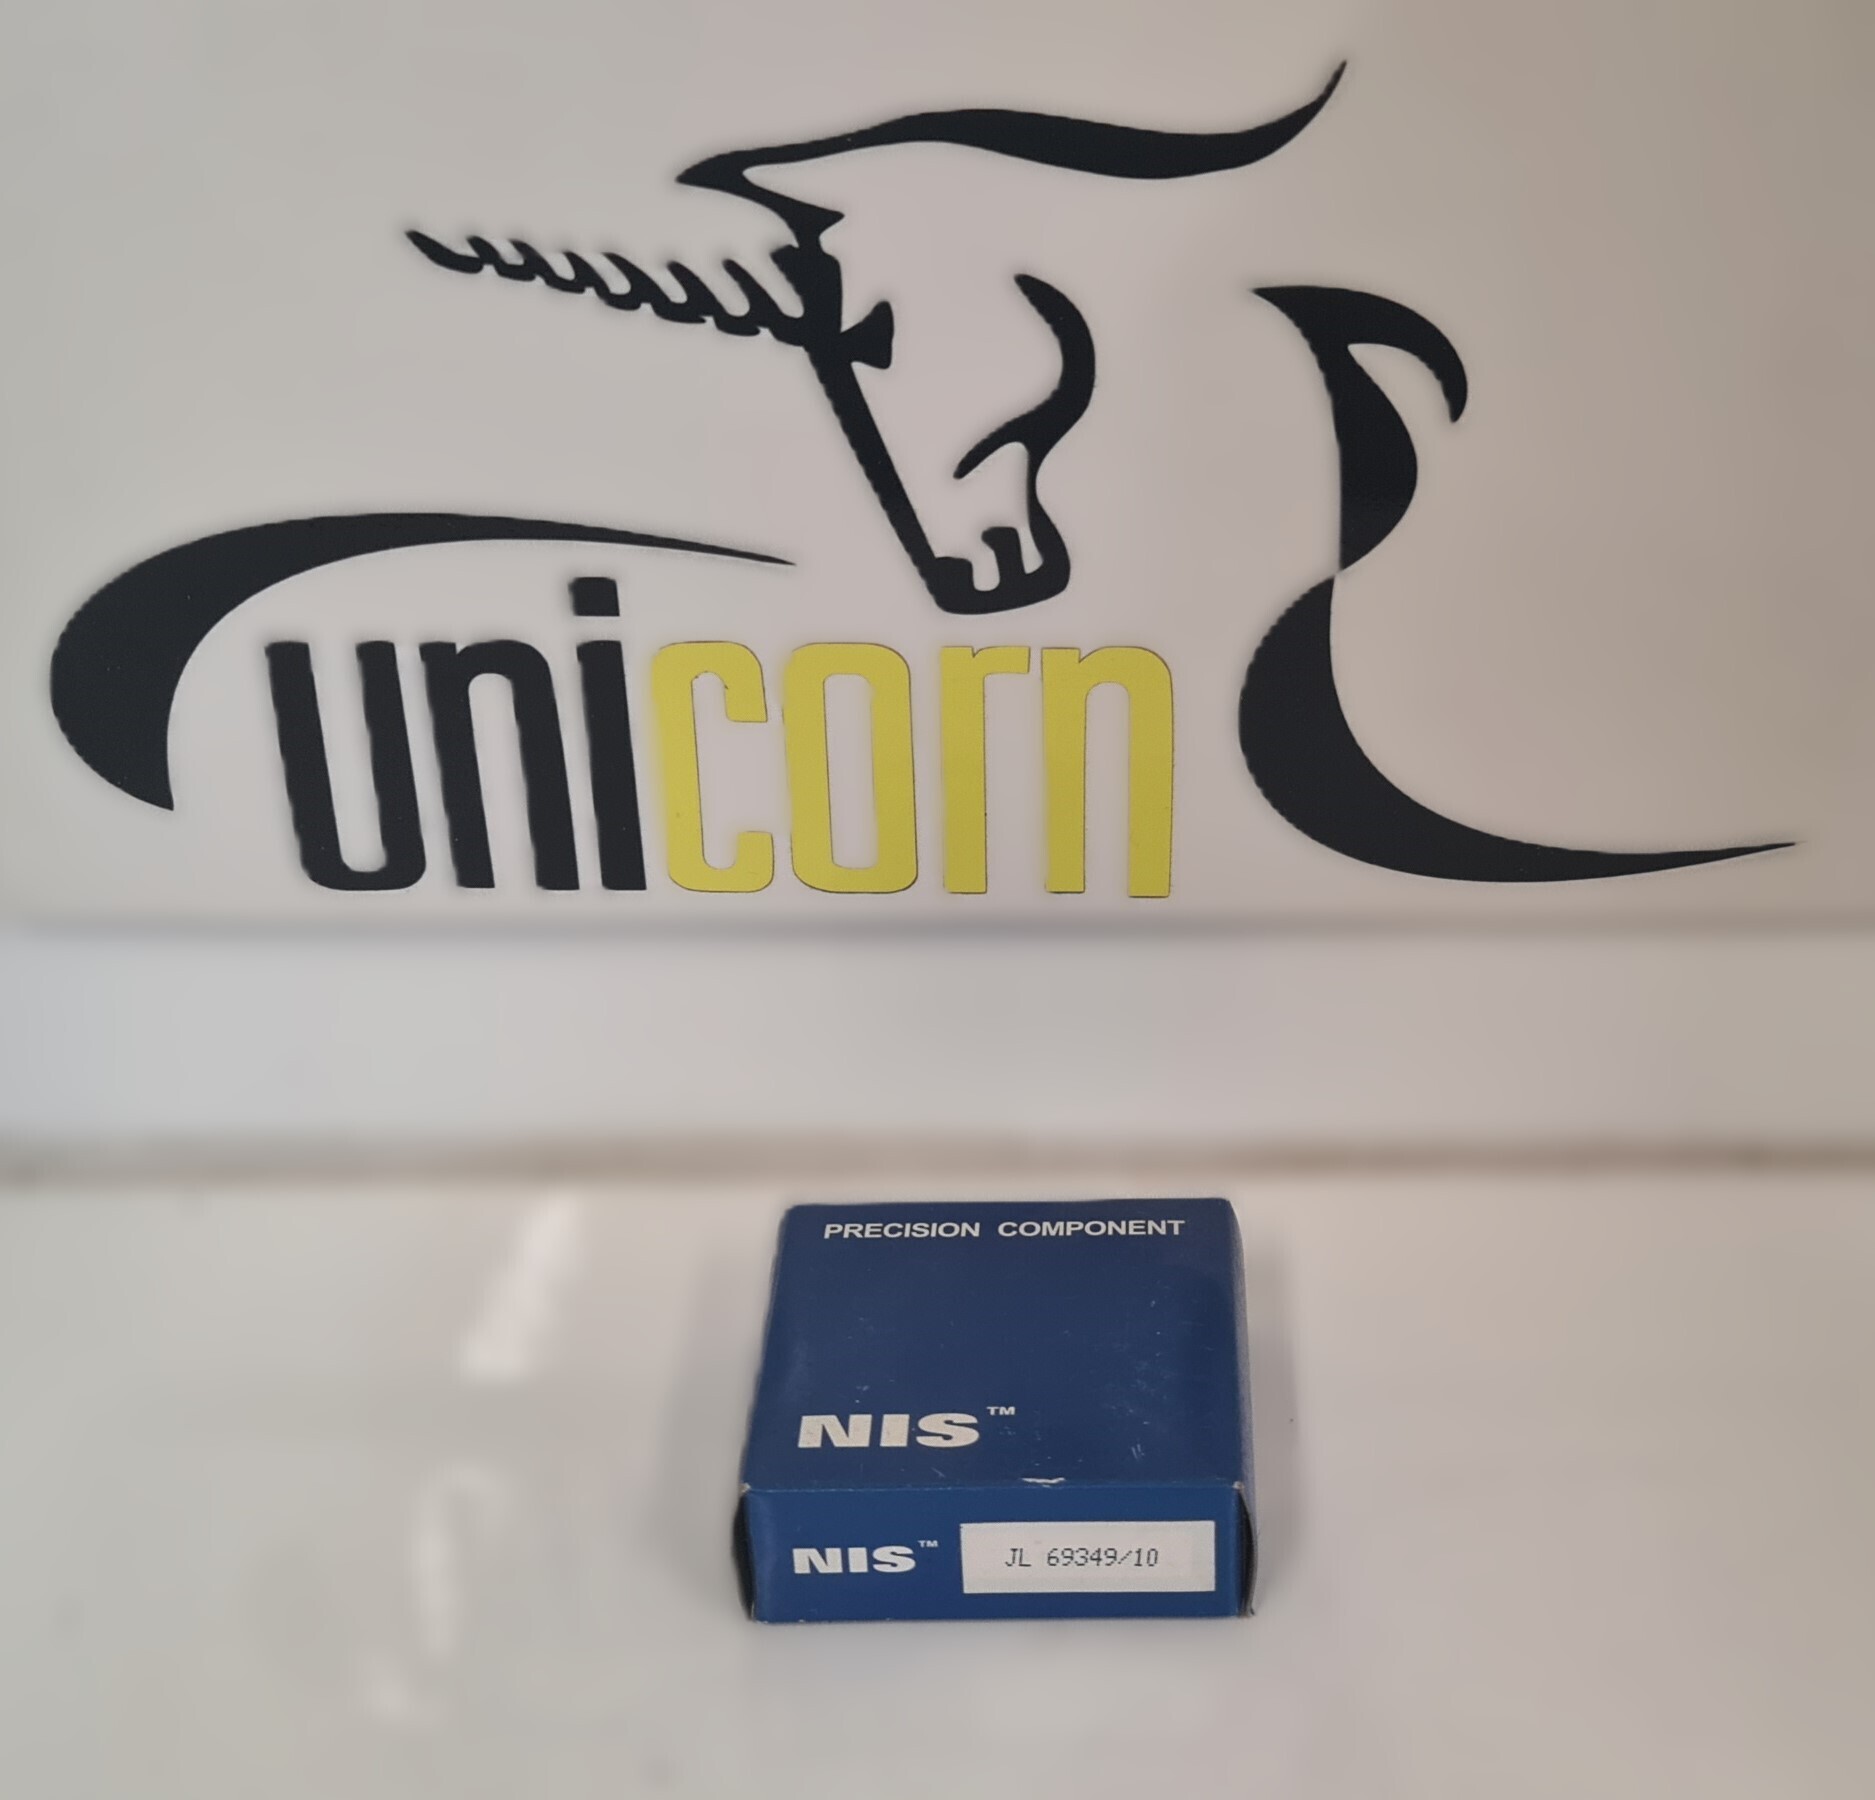 unicorn
PRECISION COMPONENT
NIS™
NIS™ JL 69349/10